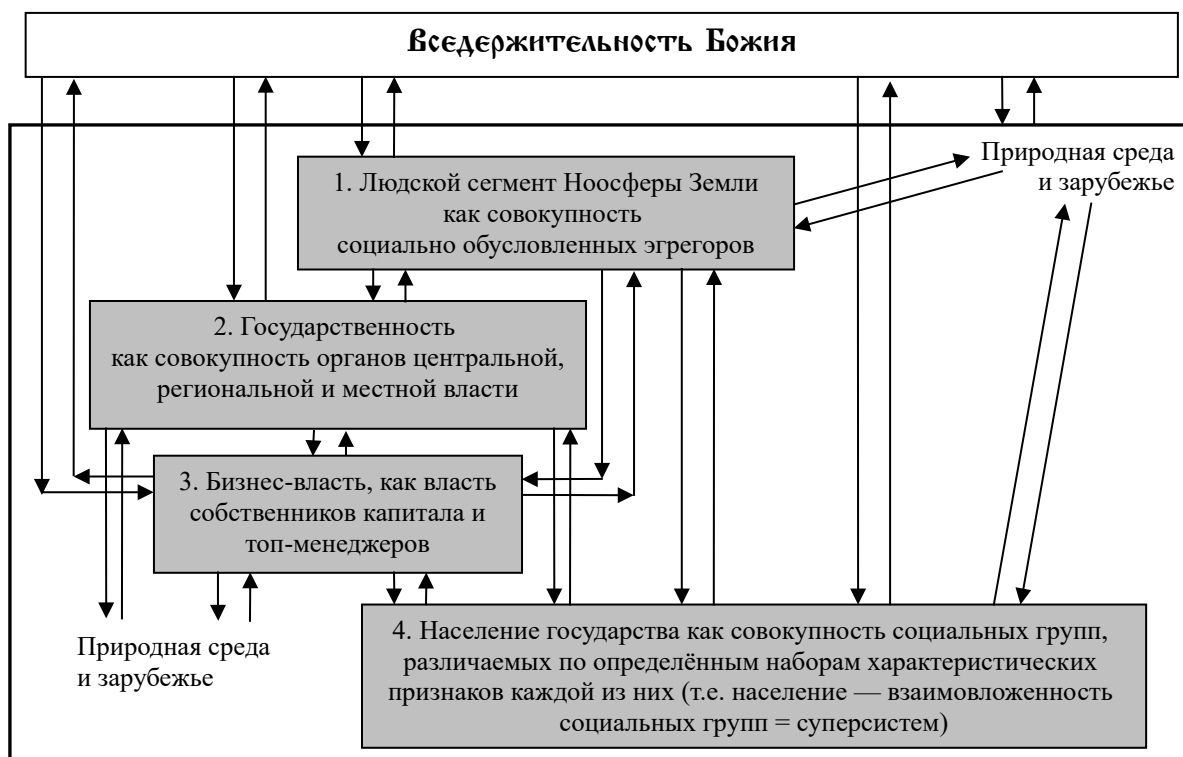 Вседержительность Божия
Природная среда
и зарубежье
1. Людской сегмент Ноосферы Земли
как совокупность
социально обусловленных эгрегоров
2. Государственность
как совокупность органов центральной,
региональной и местной власти
3. Бизнес-власть, как власть
собственников капитала и
топ-менеджеров
Природная среда
и зарубежье
4. Население государства как совокупность социальных групп,
различаемых по определённым наборам характеристических
признаков каждой из них (т.е. население — взаимовложенность
социальных групп = суперсистем)